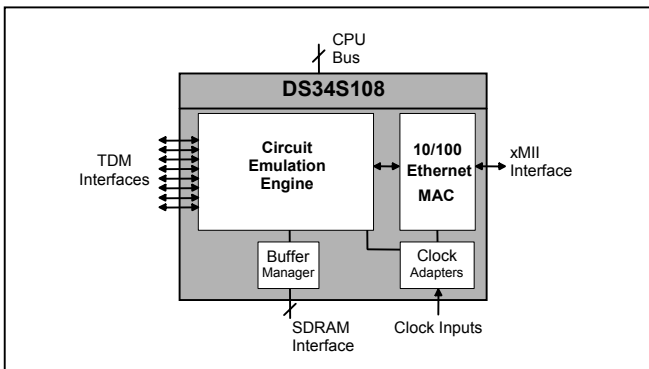 CPU
Bus
DS34S108
TDM
Interfaces
Circuit
Emulation
Engine
10/100
Ethernet
MAC
xMII
Interface
Buffer
Manager
Clock
Adapters
SDRAM
Interface
Clock Inputs